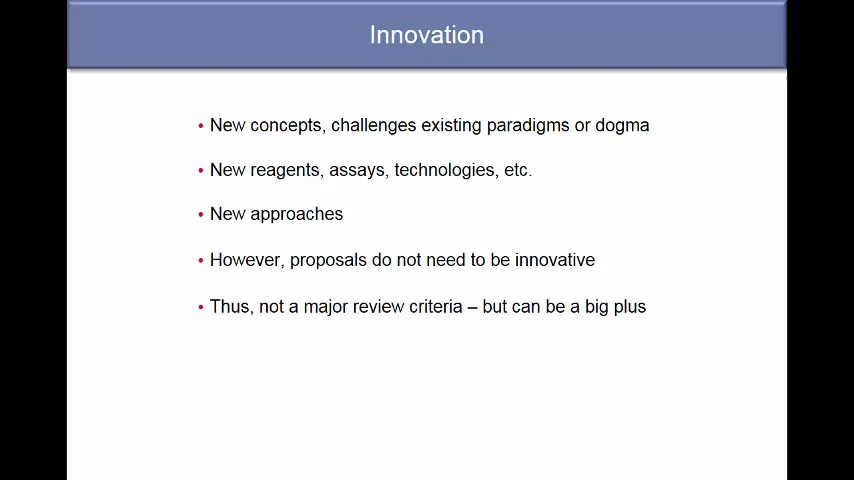 Innovation
• New concepts, challenges existing paradigms or dogma
• New reagents, assays, technologies, etc.
• New approaches
• However, proposals do not need to be innovative
• Thus, not a major review criteria – but can be a big plus